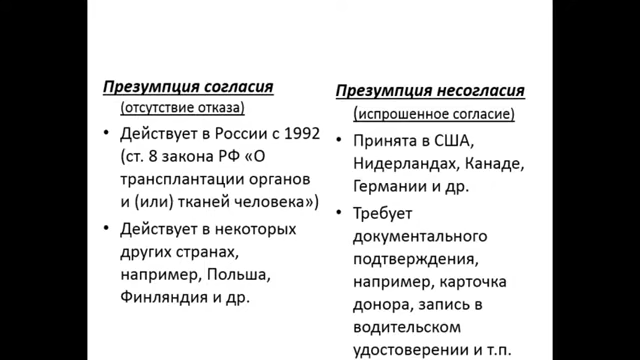 Презумпция согласия
(отсутствие отказа)
• Действует в России с 1992
(ст. 8 закона РФ «О
трансплантации органов
и (или) тканей человека»)
• Действует в некоторых
других странах,
например, Польша,
Финляндия и др.
Презумпция несогласия
(испрошенное согласие)
• Принята в США,
Нидерландах, Канаде,
Германии и др.
• Требует
документального
подтверждения,
например, карточка
донора, запись в
водительском
удостоверении и т.п.